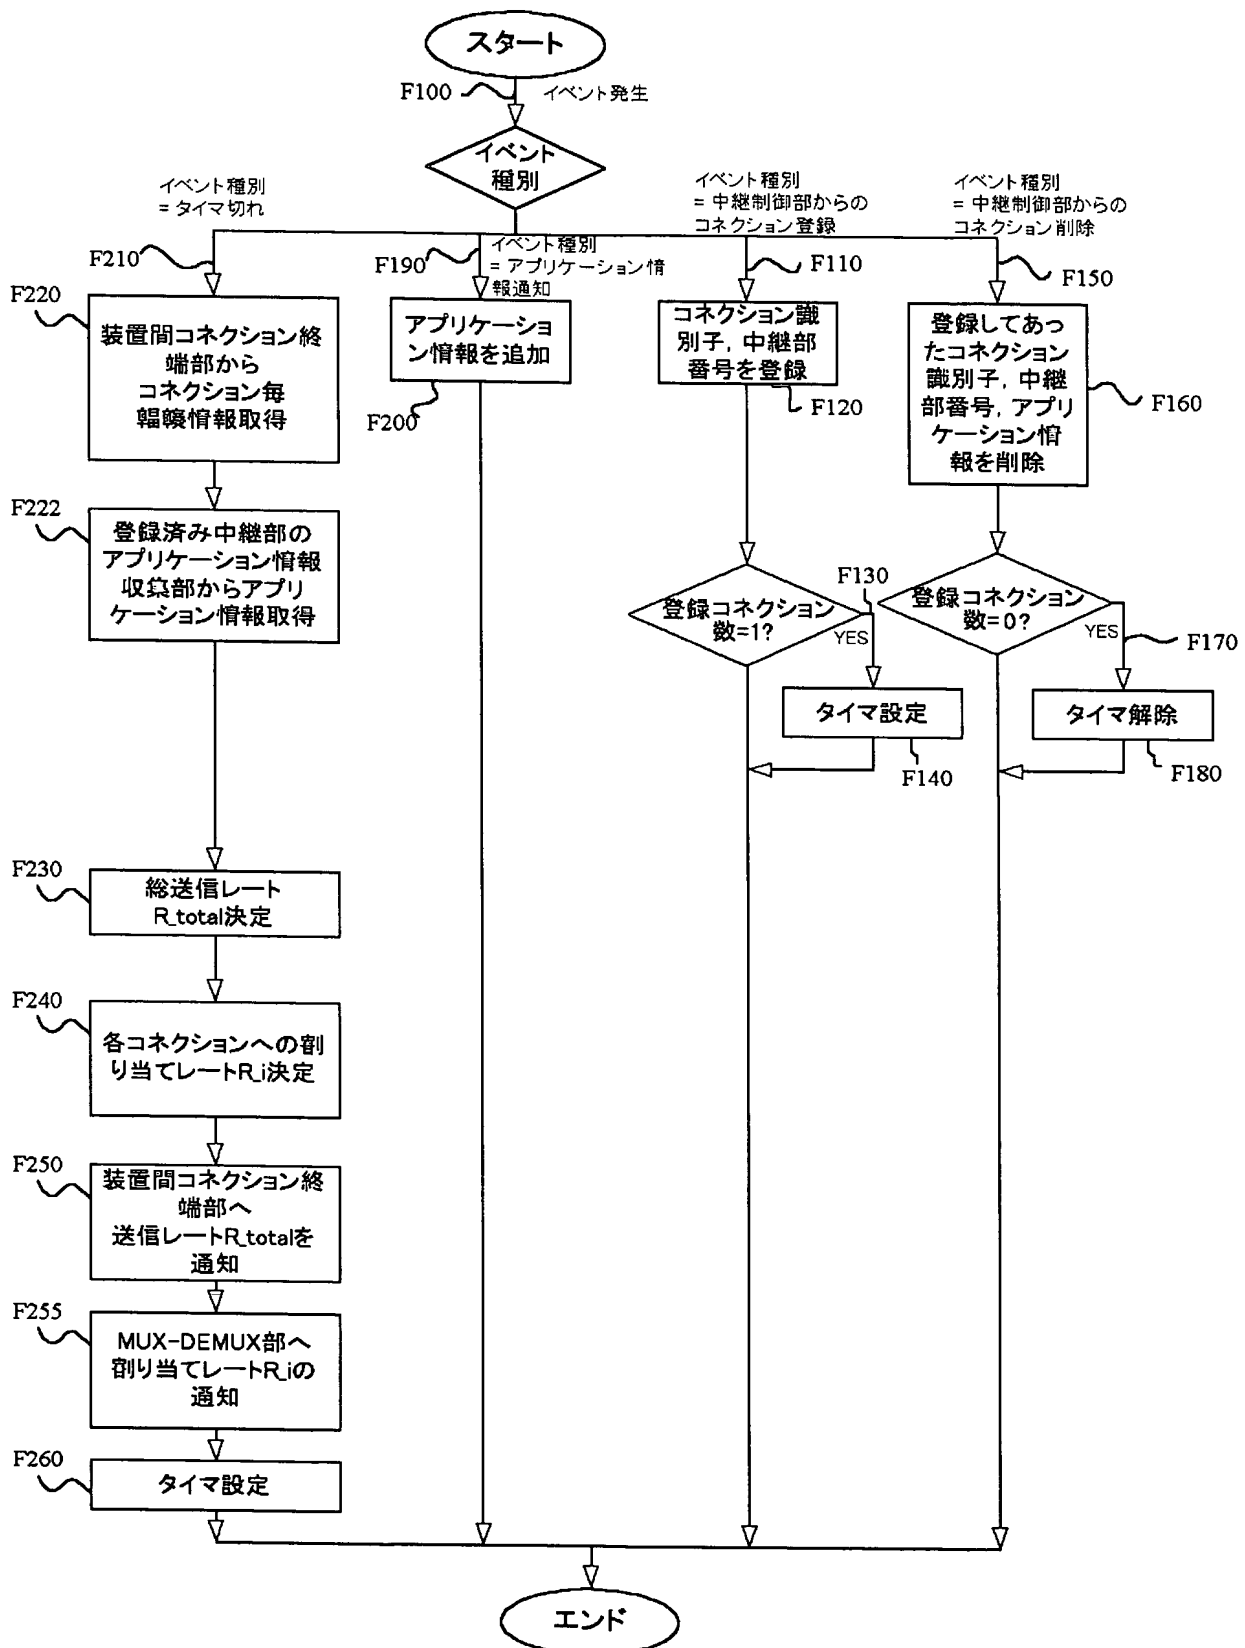 スタート
F100
イベント発生
イベント
種別
イベント種別
= タイマ切れ
イベント種別
= 中継制御部からの
コネクション登録
イベント種別
= 中継制御部からの
コネクション削除
F210
F190
イベント種別
= アプリケーション情
報通知
F110
F150
F220
装置間コネクション終
端部から
コネクション毎
輻輳情報取得
アプリケーショ
ン情報を追加
F200
コネクション識
別子, 中継部
番号を登録
F120
登録してあっ
たコネクション
識別子, 中継
部番号, アプリ
ケーション情
報を削除
F160
F222
登録済み中継部の
アプリケーション情報
収集部からアプリ
ケーション情報取得
登録コネクション
数=1?
F130
YES
タイマ設定
F140
登録コネクション
数=0?
YES
F170
タイマ解除
F180
F230
総送信レート
R_total決定
F240
各コネクションへの割
り当てレートR_i決定
F250
装置間コネクション終
端部へ
送信レートR_totalを
通知
F255
MUX-DEMUX部へ
割り当てレートR_iの
通知
F260
タイマ設定
エンド